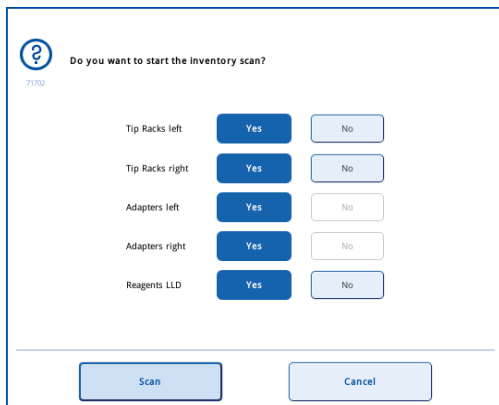 Do you want to start the inventory scan?
71702
Tip Racks left Yes No
Tip Racks right Yes No
Adapters left Yes No
Adapters right Yes No
Reagents LLD Yes No
Scan Cancel